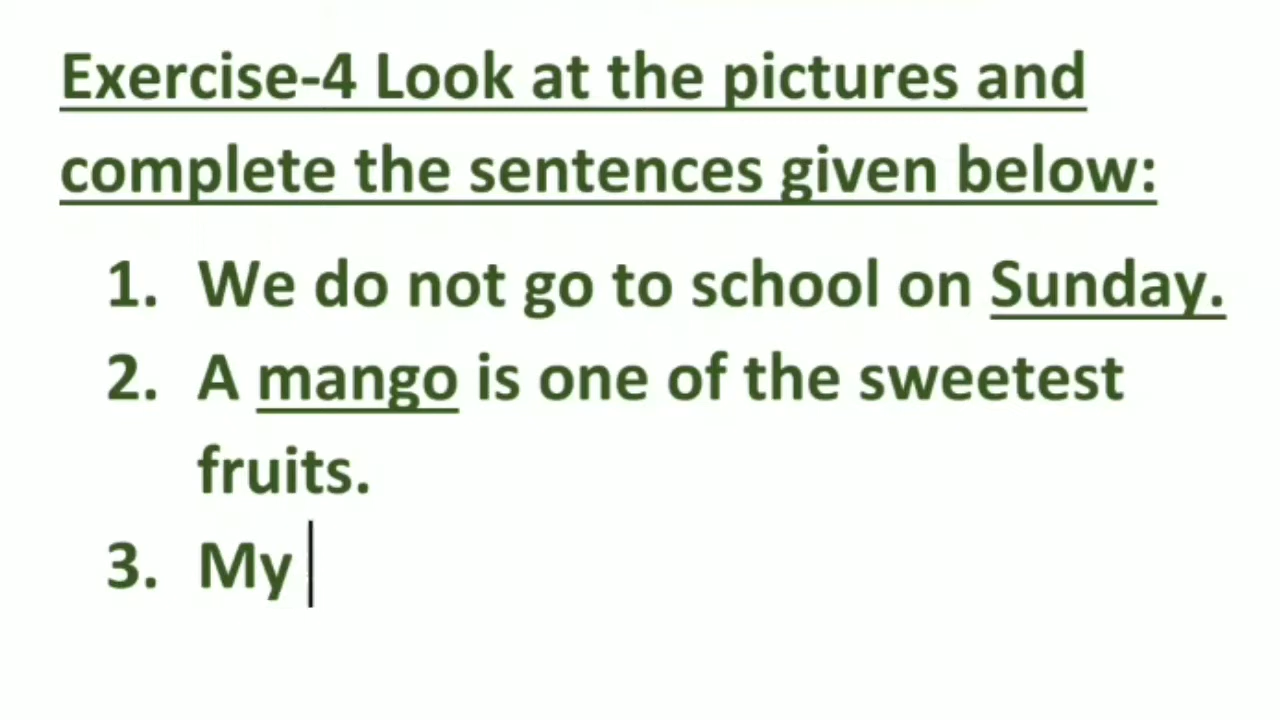 Exercise-4 Look at the pictures and
complete the sentences given below:
1. We do not go to school on Sunday.
2. A mango is one of the sweetest
fruits.
3. My